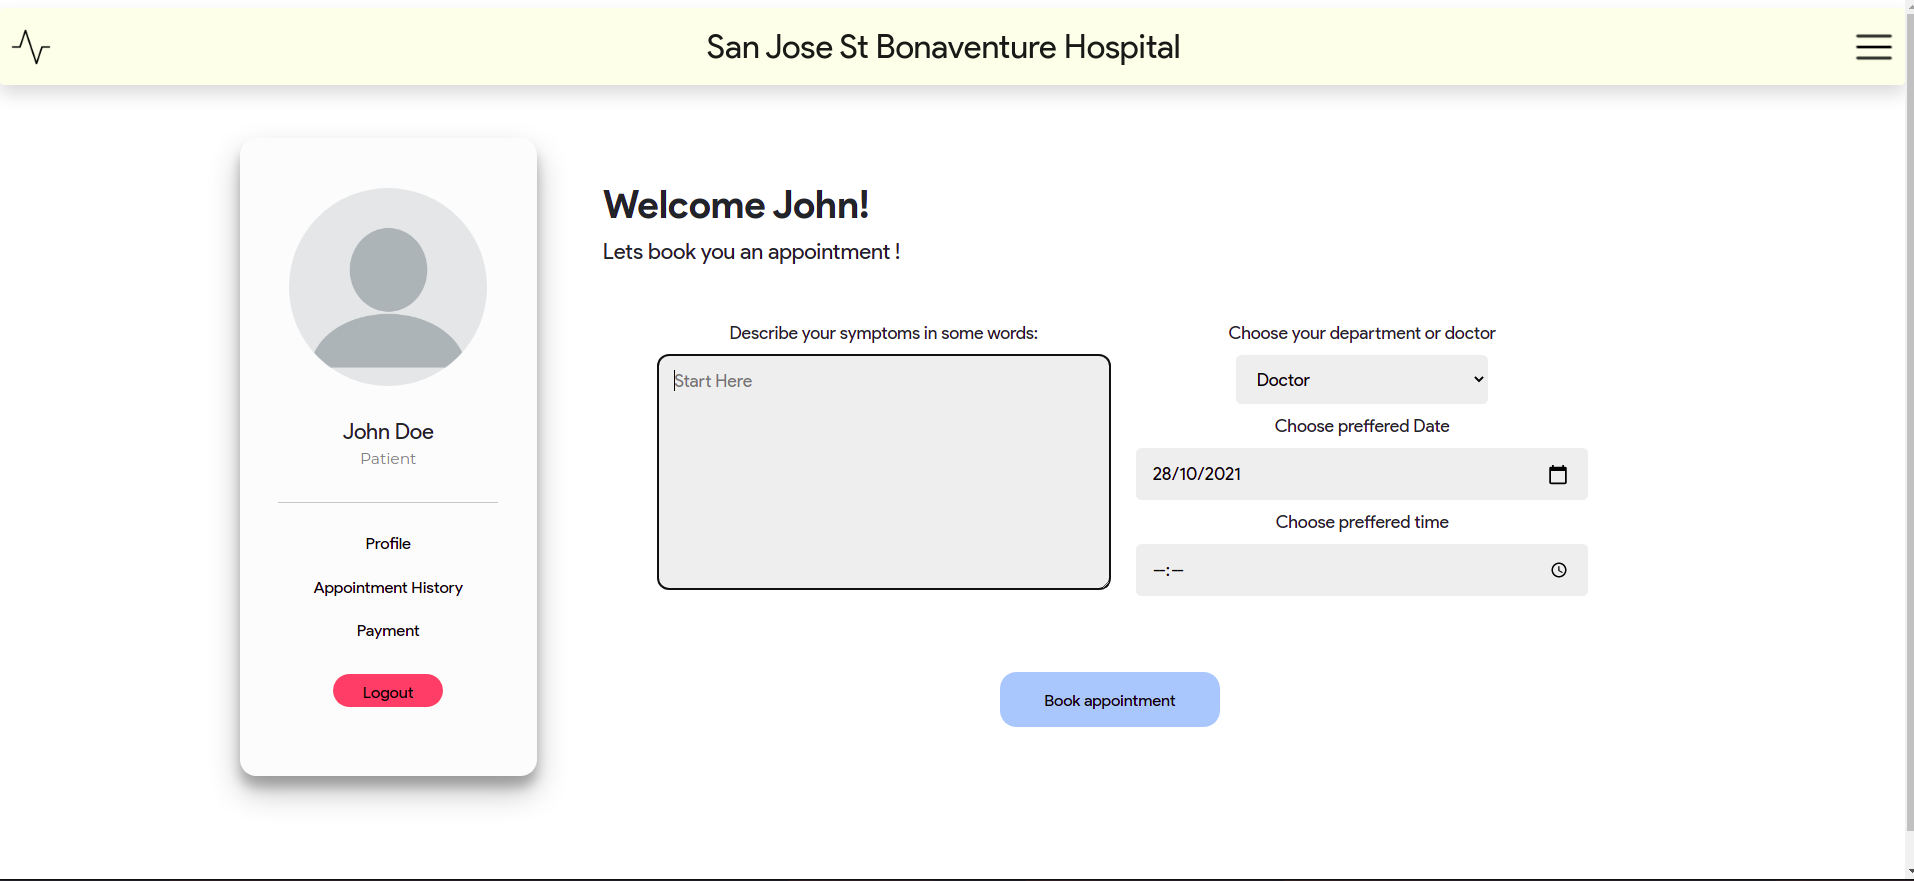 San Jose St Bonaventure Hospital
John Doe
Patient
Profile
Appointment History
Payment
Logout
Welcome John!
Lets book you an appointment !
Describe your symptoms in some words:
Start Here
Choose your department or doctor
Doctor
Choose preffered Date
28/10/2021
Choose preffered time
--:--
Book appointment